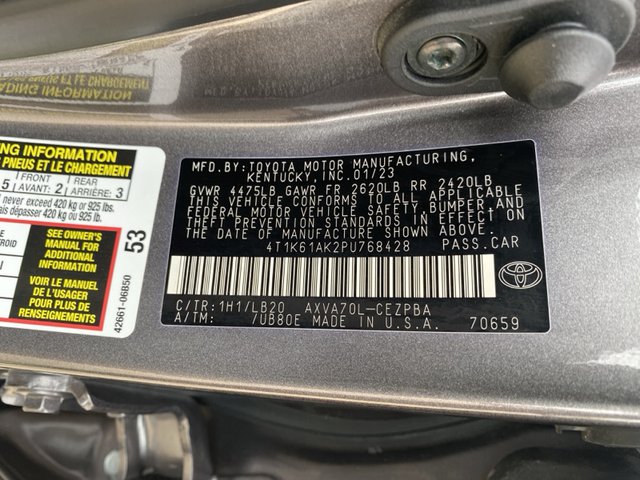 NG INFORMATION
PNEUS ET LE CHARGEMENT
5 FRONT AVANT: 2 REAR ARRIÈRE: 3
never exceed 420 kg or 925 lbs.
dépasser 420 kg ou 925 lb.
SEE OWNER'S
MANUAL FOR
ADDITIONAL
INFORMATION
VOIR LE MANUEL
DE L'USAGER
POUR PLUS DE
RENSEIGNEMENTS
53
42661-06B50
MFD.BY:TOYOTA MOTOR MANUFACTURING,
KENTUCKY,INC.01/23
GVWR 4475LB GAWR FR 2620LB RR 2420LB
THIS VEHICLE CONFORMS TO ALL APPLICABLE
FEDERAL MOTOR VEHICLE SAFETY,BUMPER,AND
THEFT PREVENTION STANDARDS IN EFFECT ON
THE DATE OF MANUFACTURE SHOWN ABOVE.
4T1K61AK2PU768428 PASS.CAR
C/TR:1H1/LB20 AXVA70L-CEZPBA
A/TM: /UB80E MADE IN U.S.A. 70659